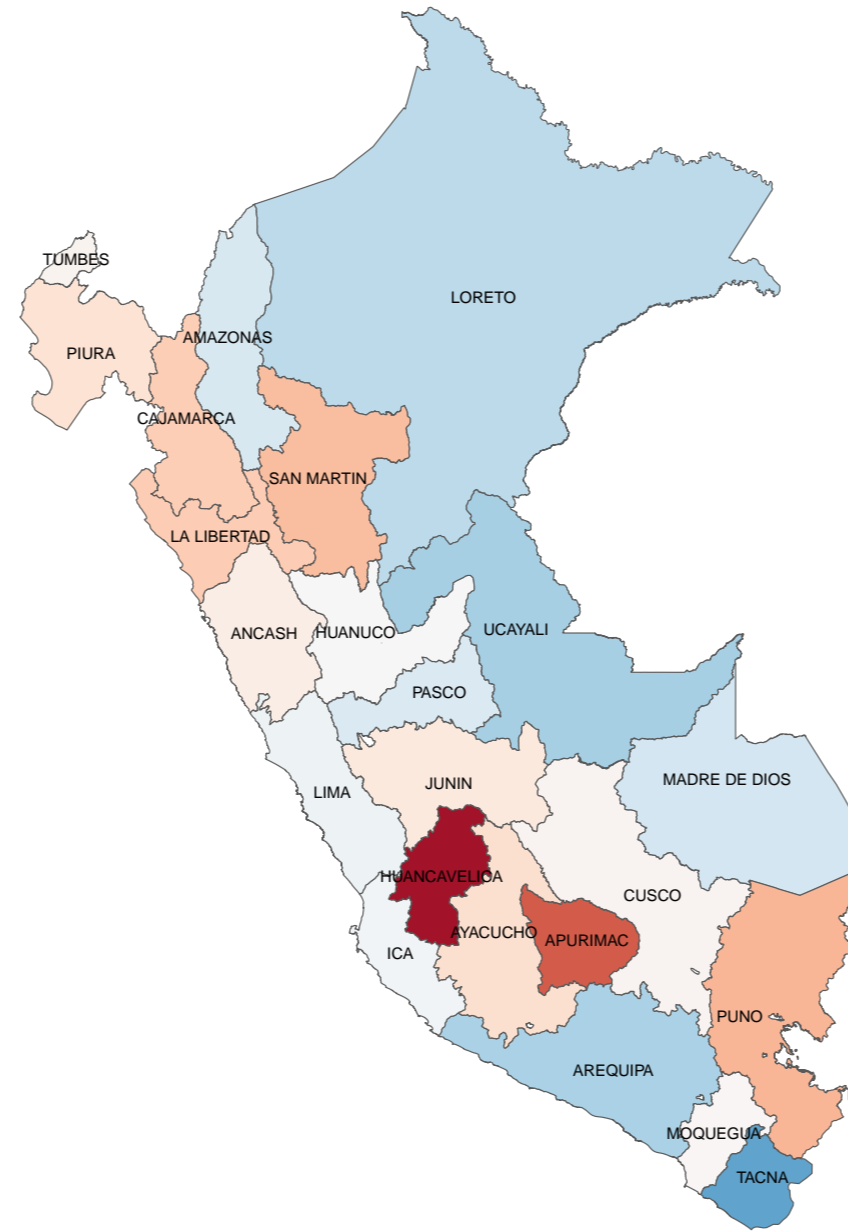 TUMBES
LORETO
AMAZONAS
PIURA
CAJAMARCA
SAN MARTIN
LA LIBERTAD
ANCASH
HUANUCO
UCAYALI
PASCO
MADRE DE DIOS
JUNIN
LIMA
HUANCAVELICA
CUSCO
AYACUCHO
APURIMAC
ICA
PUNO
AREQUIPA
MOQUEGUA
TACNA